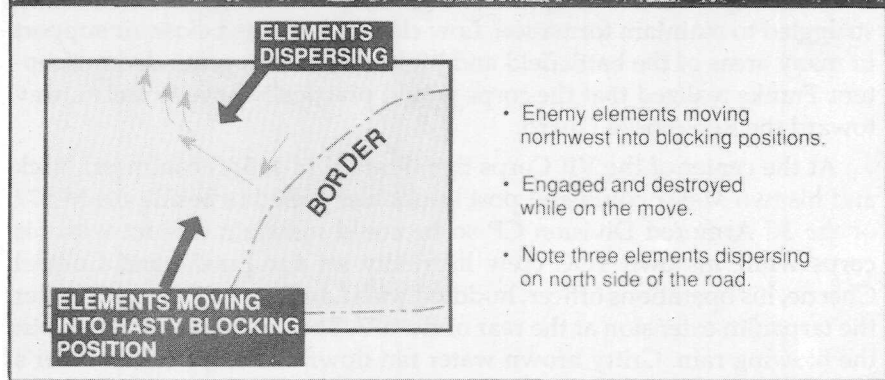 ELEMENTS
DISPERSING
BORDER
ELEMENTS MOVING
INTO HASTY BLOCKING
POSITION
• Enemy elements moving
northwest into blocking positions.
• Engaged and destroyed
while on the move.
• Note three elements dispersing
on north side of the road.